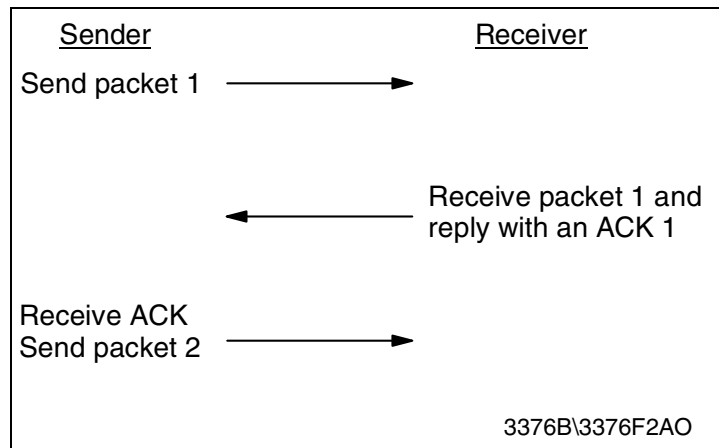 Sender
Receiver
Send packet 1
Receive packet 1 and
reply with an ACK 1
Receive ACK
Send packet 2
3376B\3376F2AO